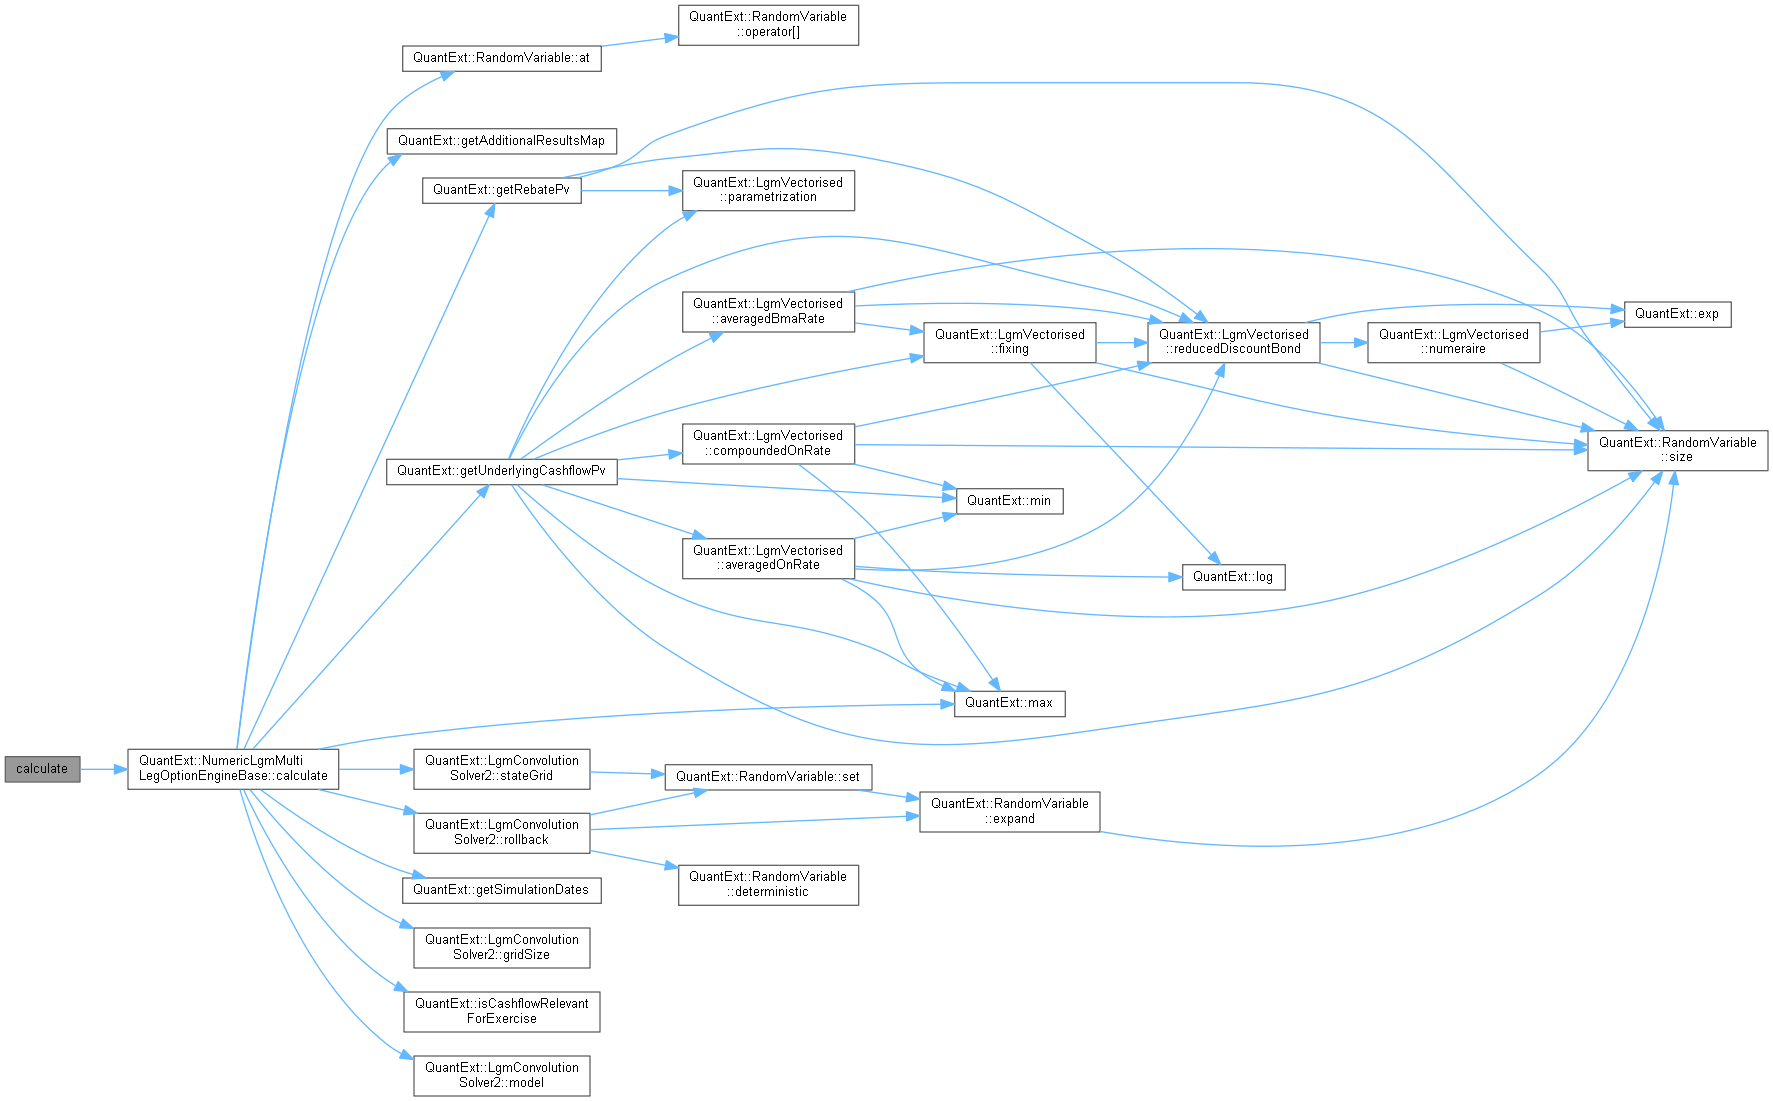 QuantExt::RandomVariable
::operator[]
QuantExt::RandomVariable::at
QuantExt::getAdditionalResultsMap
QuantExt::getRebatePv
QuantExt::LgmVectorised
::parametrization
QuantExt::LgmVectorised
::averagedBmaRate
QuantExt::LgmVectorised
::fixing
QuantExt::LgmVectorised
::reducedDiscountBond
QuantExt::LgmVectorised
::numeraire
QuantExt::exp
QuantExt::getUnderlyingCashflowPv
QuantExt::LgmVectorised
::compoundedOnRate
QuantExt::RandomVariable
::size
QuantExt::min
QuantExt::LgmVectorised
::averagedOnRate
QuantExt::log
QuantExt::max
calculate
QuantExt::NumericLgmMulti
LegOptionEngineBase::calculate
QuantExt::LgmConvolution
Solver2::stateGrid
QuantExt::RandomVariable::set
QuantExt::LgmConvolution
Solver2::rollback
QuantExt::RandomVariable
::expand
QuantExt::RandomVariable
::deterministic
QuantExt::getSimulationDates
QuantExt::LgmConvolution
Solver2::gridSize
QuantExt::isCashflowRelevant
ForExercise
QuantExt::LgmConvolution
Solver2::model